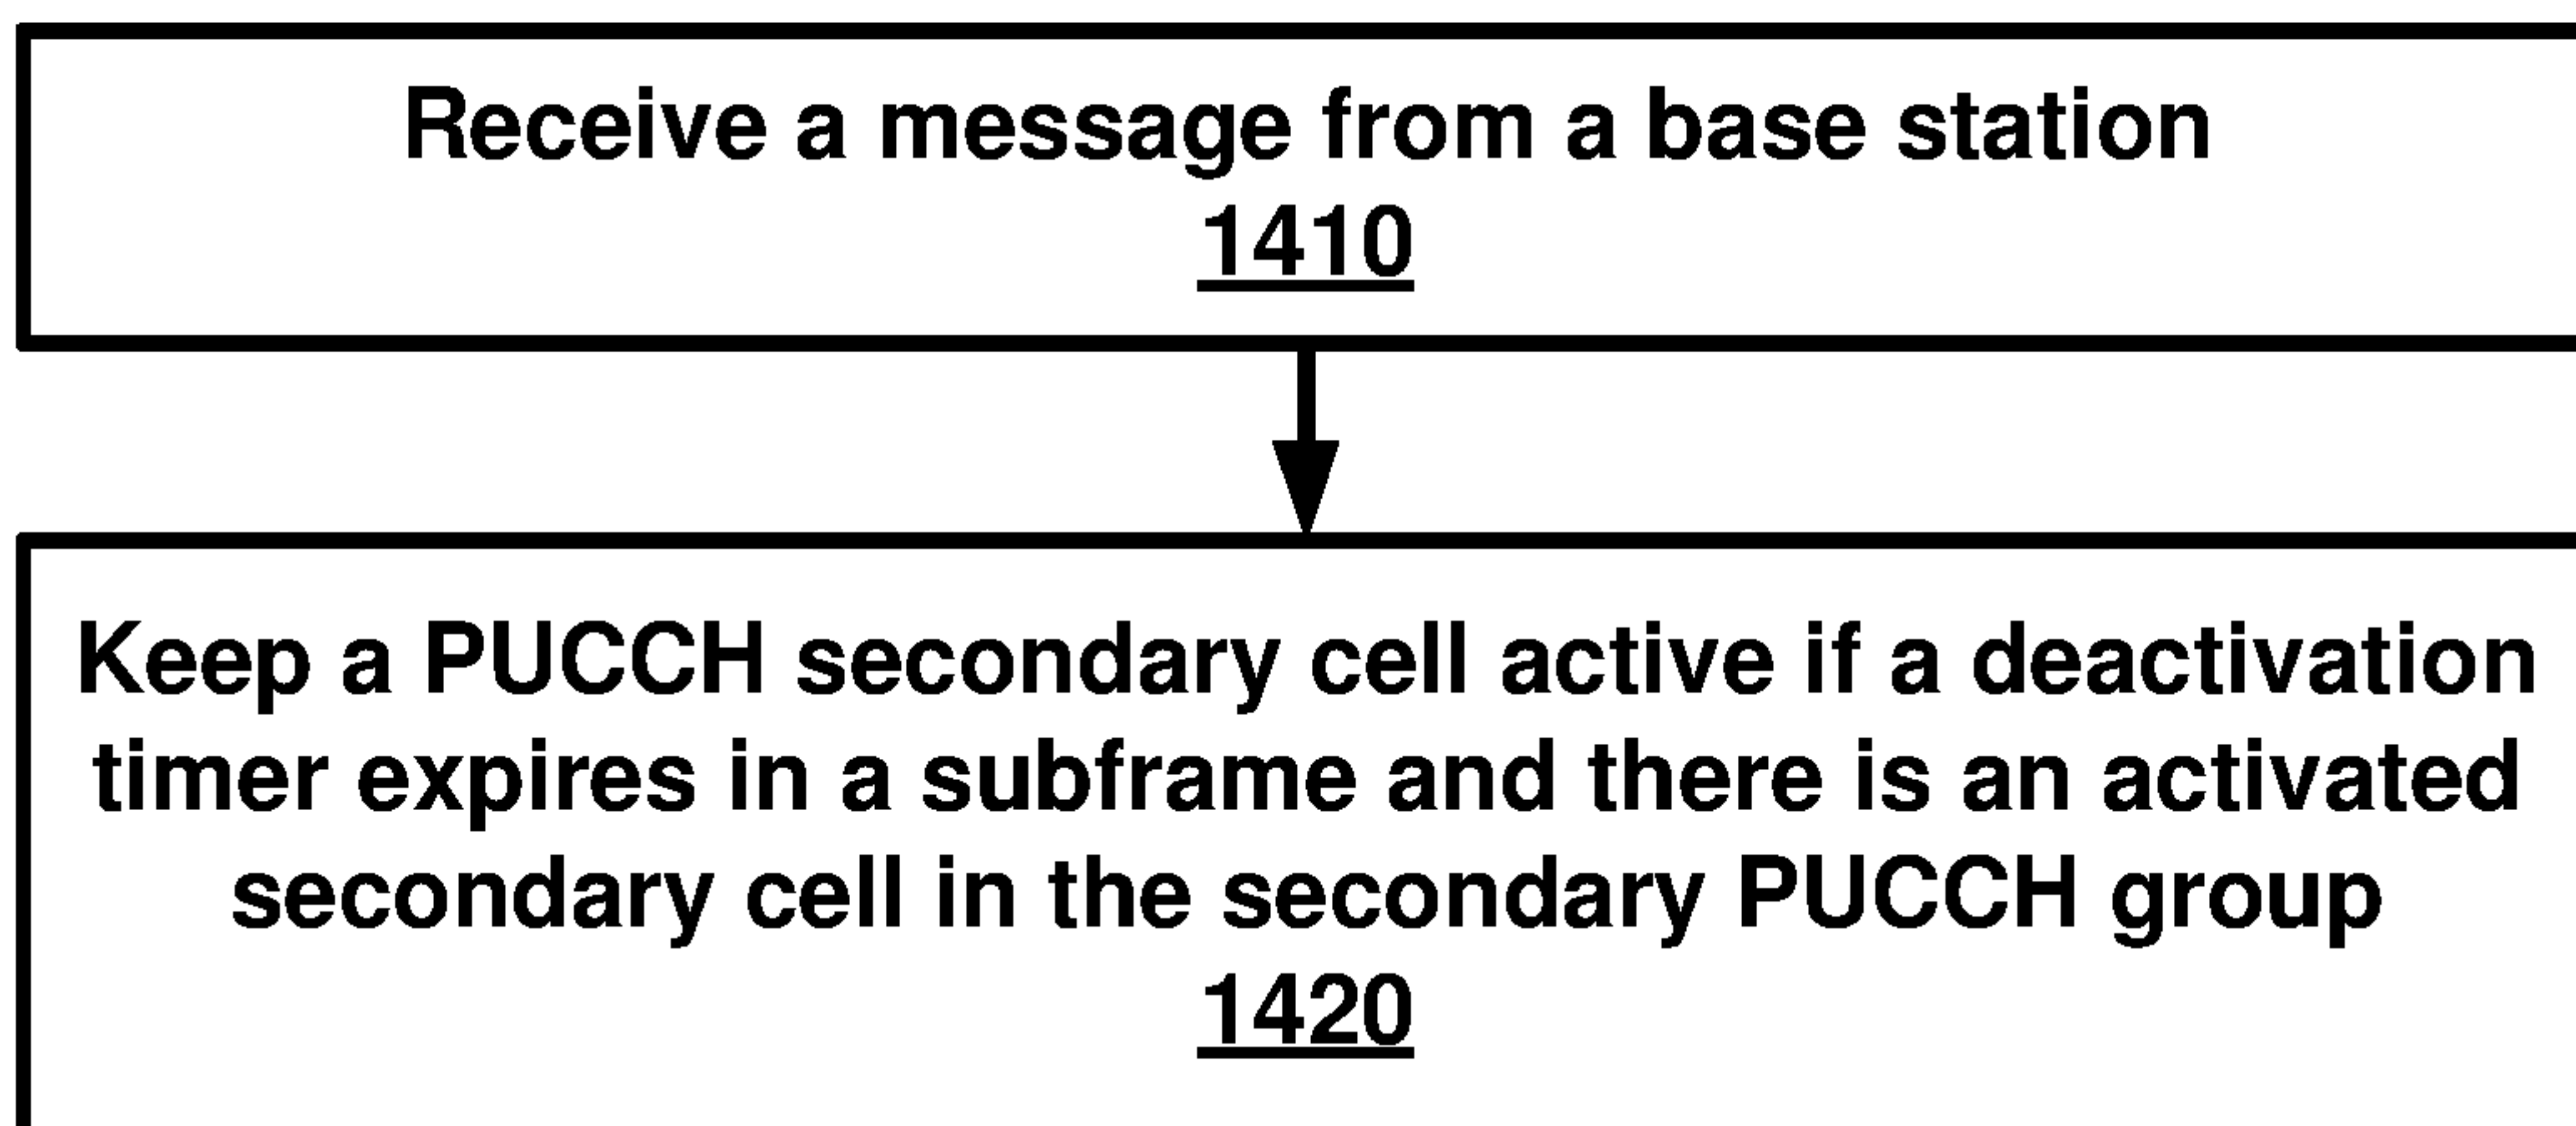 Receive a message from a base station
1410
Keep a PUCCH secondary cell active if a deactivation
timer expires in a subframe and there is an activated
secondary cell in the secondary PUCCH group
1420